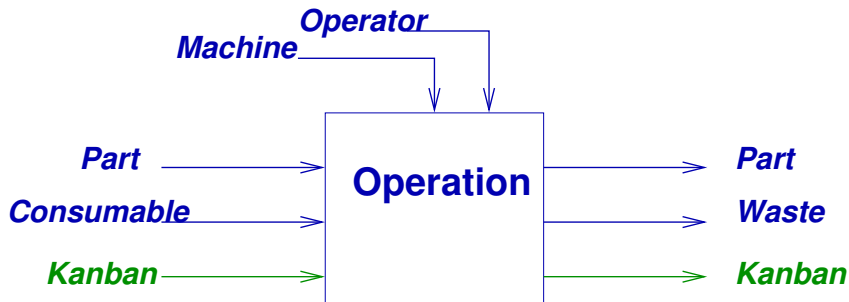 Operator
Machine
Part
Operation
Part
Consumable
Waste
Kanban
Kanban